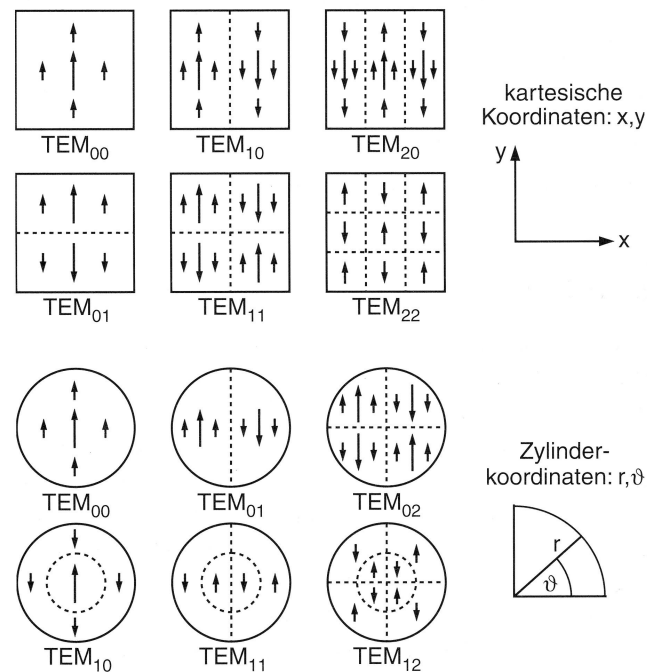 TEM₀₀ TEM₁₀ TEM₂₀
kartesische
Koordinaten: x,y
y
x
TEM₀₁ TEM₁₁ TEM₂₂
TEM₀₀ TEM₀₁ TEM₀₂
Zylinder-
koordinaten: r,ϑ
r
ϑ
TEM₁₀ TEM₁₁ TEM₁₂